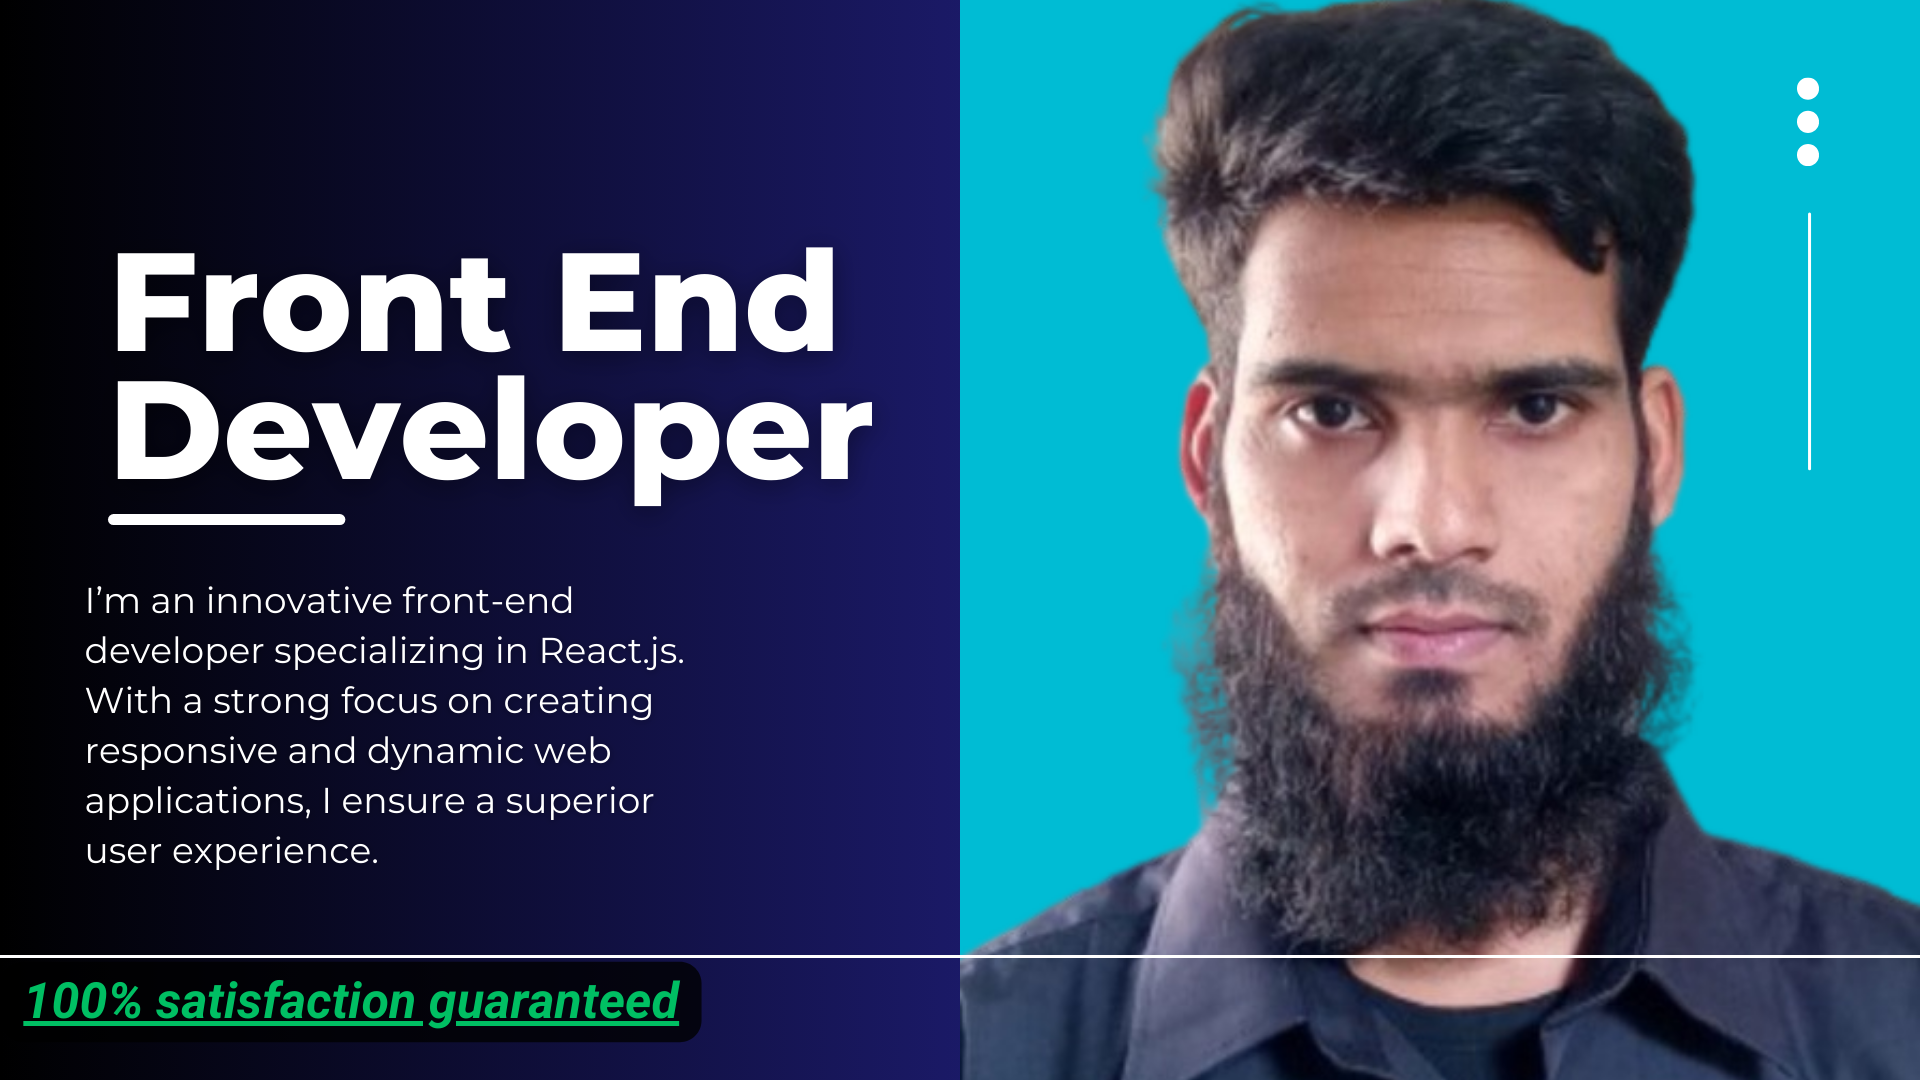 Front End
Developer
I’m an innovative front-end
developer specializing in React.js.
With a strong focus on creating
responsive and dynamic web
applications, I ensure a superior
user experience.
100% satisfaction guaranteed